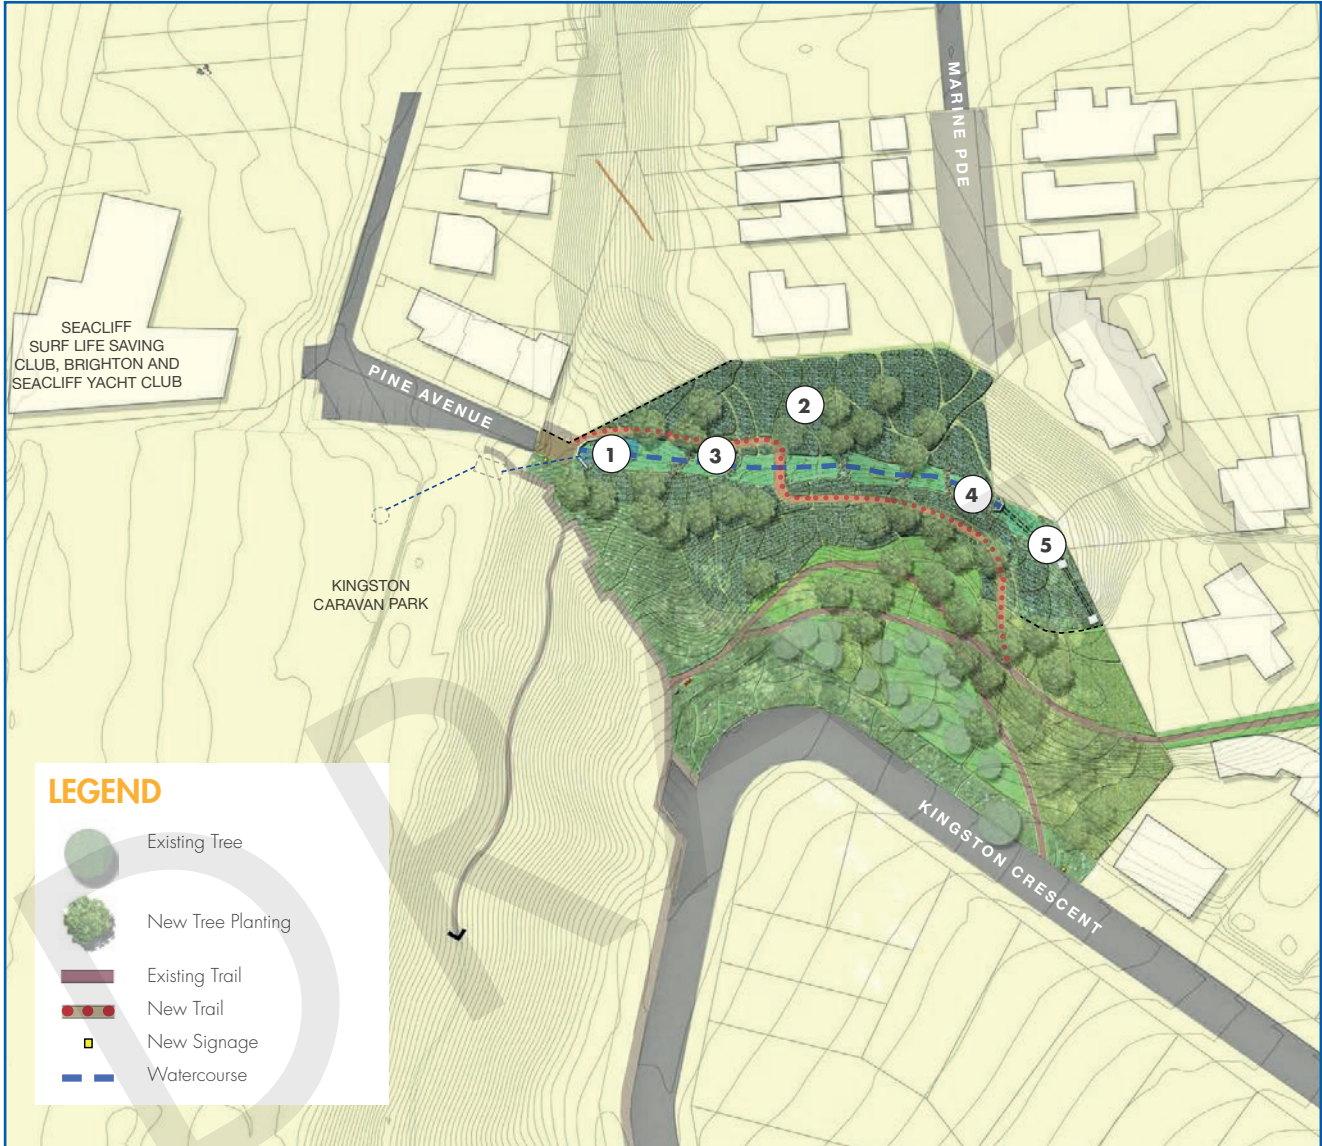 MARINE PDE
SEACLIFF
SURF LIFE SAVING
CLUB, BRIGHTON AND
SEACLIFF YACHT CLUB
PINE AVENUE
1
2
3
4
5
KINGSTON
CARAVAN PARK
KINGSTON CRESCENT
LEGEND
Existing Tree
New Tree Planting
Existing Trail
New Trail
New Signage
Watercourse
DRAFT